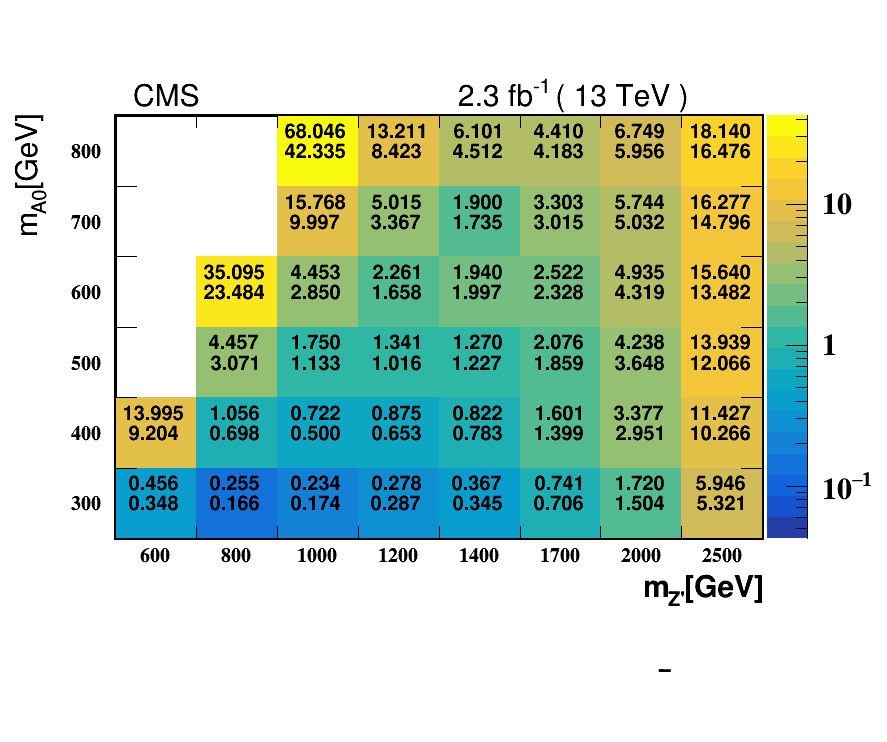 CMS 2.3 fb⁻¹ ( 13 TeV )
m_A0 [GeV]
800 68.046 13.211 6.101 4.410 6.749 18.140
42.335 8.423 4.512 4.183 5.956 16.476
700 15.768 5.015 1.900 3.303 5.744 16.277
9.997 3.367 1.735 3.015 5.032 14.796
600 35.095 4.453 2.261 1.940 2.522 4.935 15.640
23.484 2.850 1.658 1.997 2.328 4.319 13.482
500 4.457 1.750 1.341 1.270 2.076 4.238 13.939
3.071 1.133 1.016 1.227 1.859 3.648 12.066
400 13.995 1.056 0.722 0.875 0.822 1.601 3.377 11.427
9.204 0.698 0.500 0.653 0.783 1.399 2.951 10.266
300 0.456 0.255 0.234 0.278 0.367 0.741 1.720 5.946
0.348 0.166 0.174 0.287 0.345 0.706 1.504 5.321
600 800 1000 1200 1400 1700 2000 2500
m_Z' [GeV]
10
1
10⁻¹